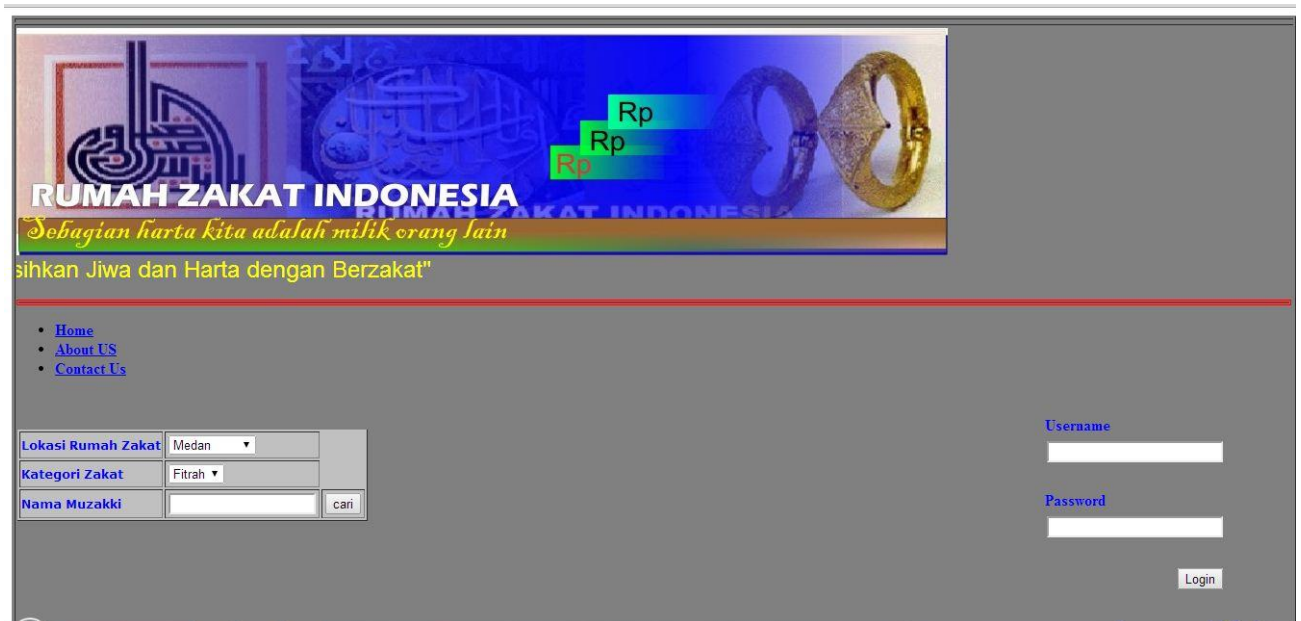 Rp
Rp
Rp
RUMAH ZAKAT INDONESIA
RUMAH ZAKAT INDONESIA
Sebagian harta kita adalah milik orang lain
sihkan Jiwa dan Harta dengan Berzakat"
Home
About US
Contact Us
Lokasi Rumah Zakat Medan
Kategori Zakat Fitrah
Nama Muzakki cari
Username
Password
Login